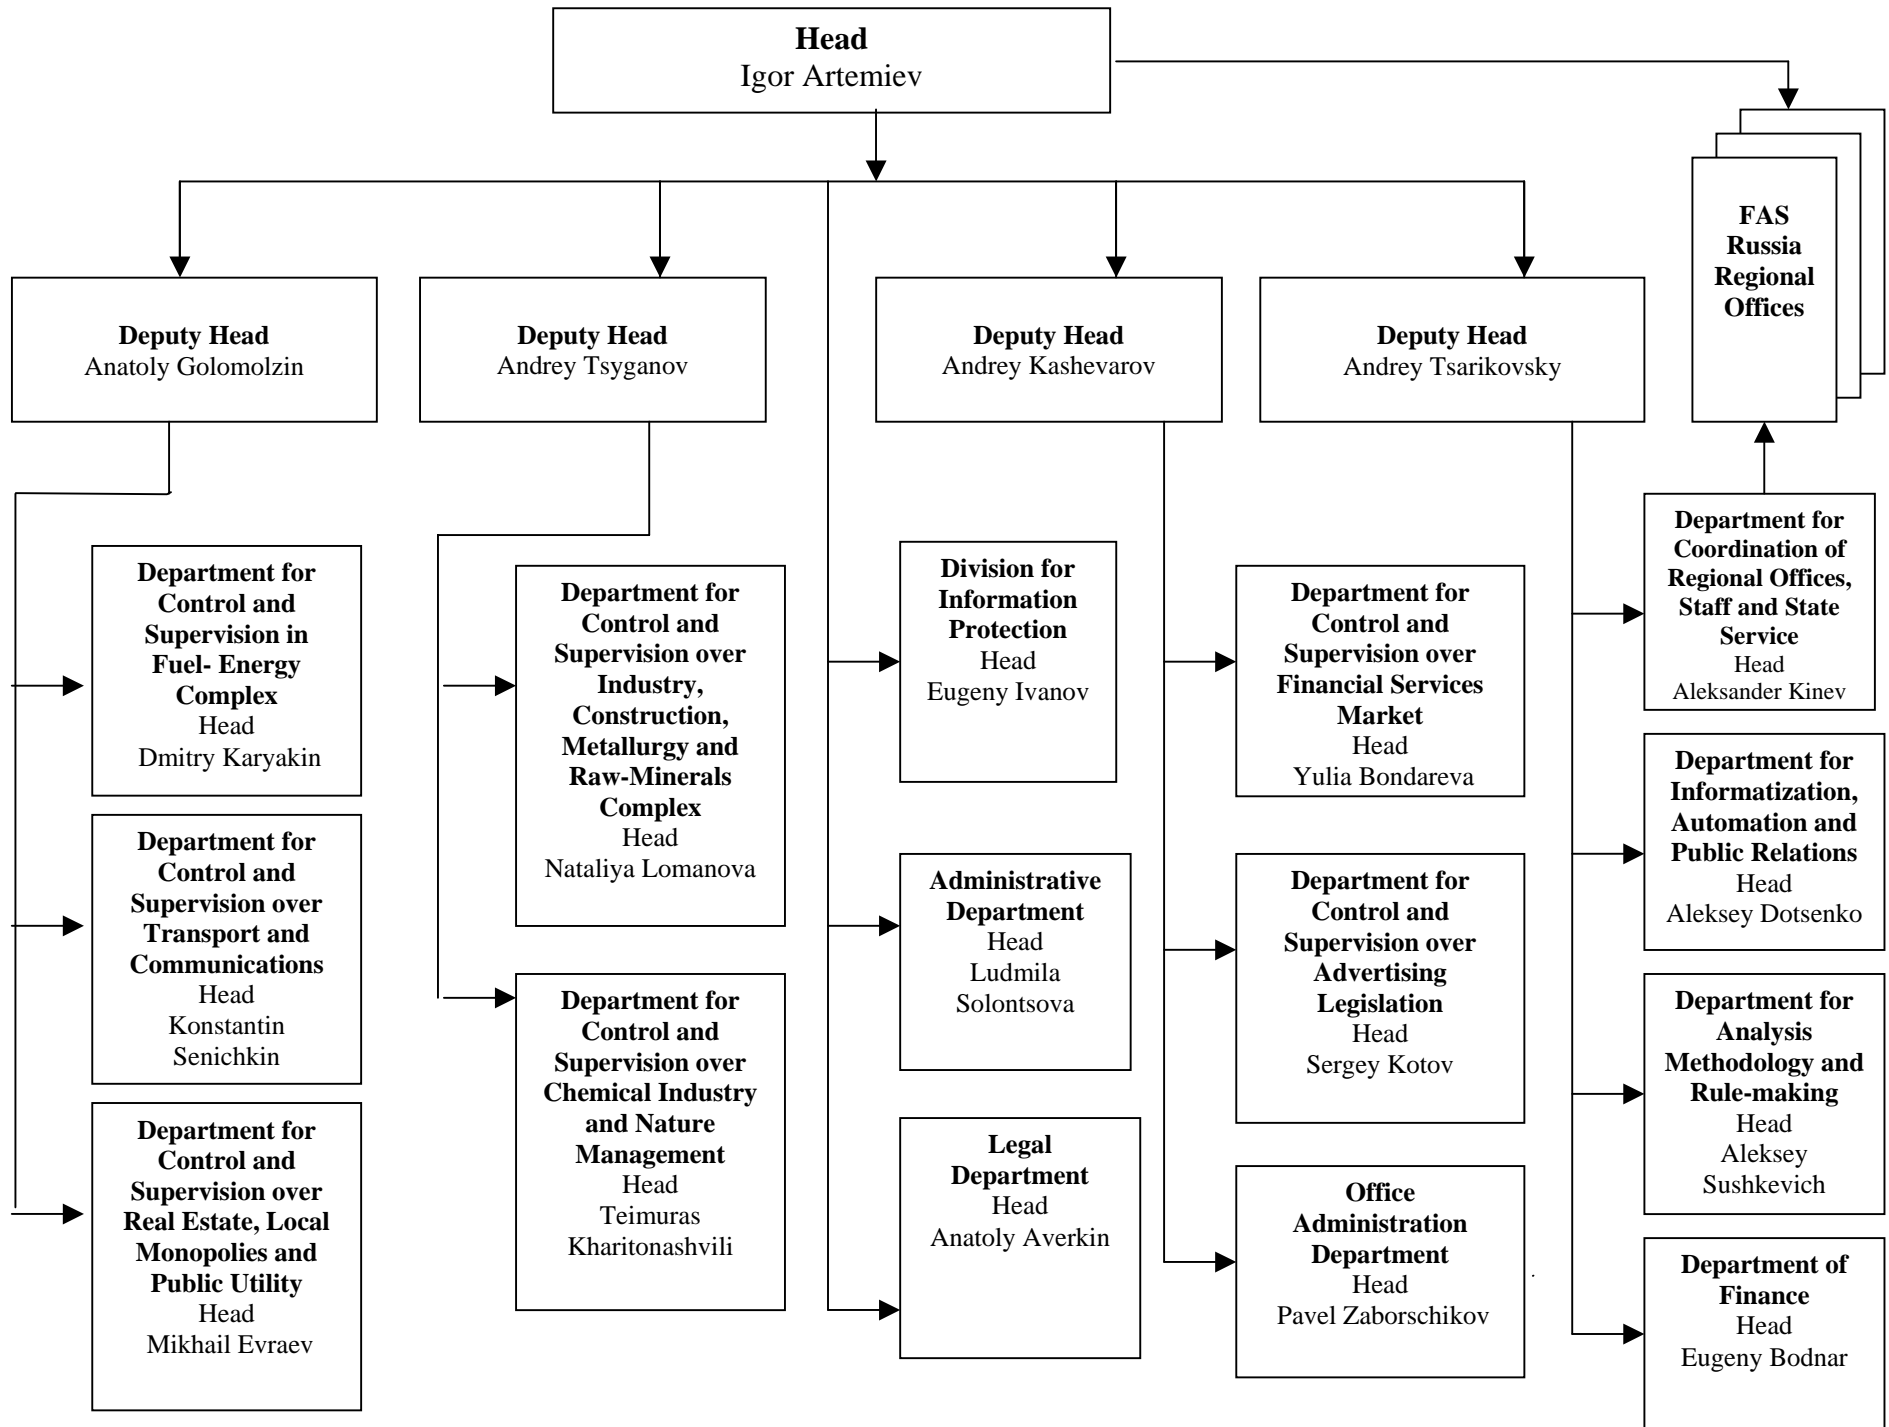 Head
Igor Artemiev
FAS
Russia
Regional
Offices
Deputy Head
Anatoly Golomolzin
Deputy Head
Andrey Tsyganov
Deputy Head
Andrey Kashevarov
Deputy Head
Andrey Tsarikovsky
Department for
Control and
Supervision in
Fuel- Energy
Complex
Head
Dmitry Karyakin
Department for
Control and
Supervision over
Transport and
Communications
Head
Konstantin
Senichkin
Department for
Control and
Supervision over
Real Estate, Local
Monopolies and
Public Utility
Head
Mikhail Evraev
Department for
Control and
Supervision over
Industry,
Construction,
Metallurgy and
Raw-Minerals
Complex
Head
Nataliya Lomanova
Department for
Control and
Supervision over
Chemical Industry
and Nature
Management
Head
Teimuras
Kharitonashvili
Division for
Information
Protection
Head
Eugeny Ivanov
Administrative
Department
Head
Ludmila
Solontsova
Legal
Department
Head
Anatoly Averkin
Department for
Control and
Supervision over
Financial Services
Market
Head
Yulia Bondareva
Department for
Control and
Supervision over
Advertising
Legislation
Head
Sergey Kotov
Office
Administration
Department
Head
Pavel Zaborschikov
Department for
Coordination of
Regional Offices,
Staff and State
Service
Head
Aleksander Kinev
Department for
Informatization,
Automation and
Public Relations
Head
Aleksey Dotsenko
Department for
Analysis
Methodology and
Rule-making
Head
Aleksey
Sushkevich
Department of
Finance
Head
Eugeny Bodnar